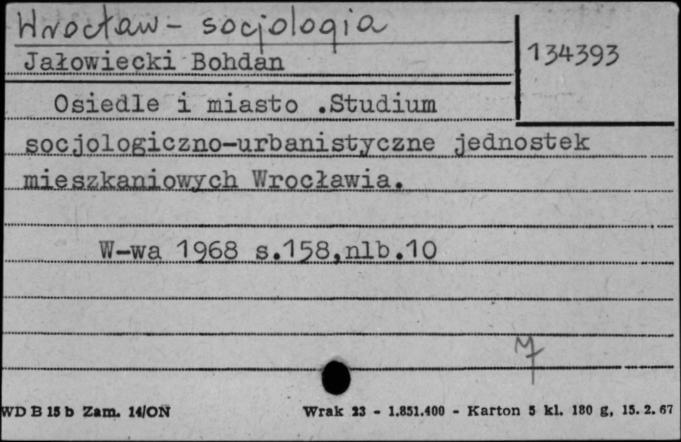 Wrocław - socjologia
Jałowiecki Bohdan
134393
Osiedle i miasto .Studium
socjologiczno-urbanistyczne jednostek
mieszkaniowych Wrocławia.
W-wa 1968 s.158,nlb.10
WD B 15 b Zam. 14/ON
Wrak 23 - 1.851.400 - Karton 5 kl. 180 g, 15. 2. 67